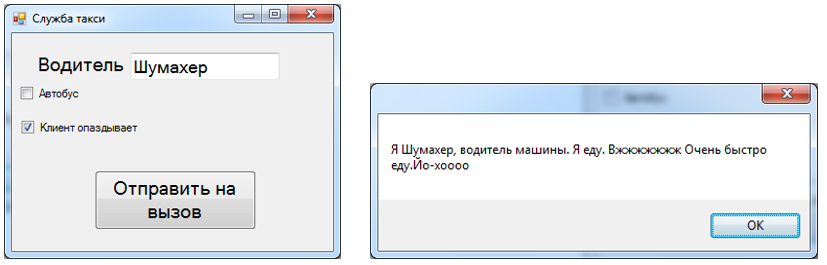 Служба такси
Водитель Шумахер
Автобус
Клиент опаздывает
Отправить на
вызов
Я Шумахер, водитель машины. Я еду. Вжжжжжжж Очень быстро
еду.Йо-хоооо
OK